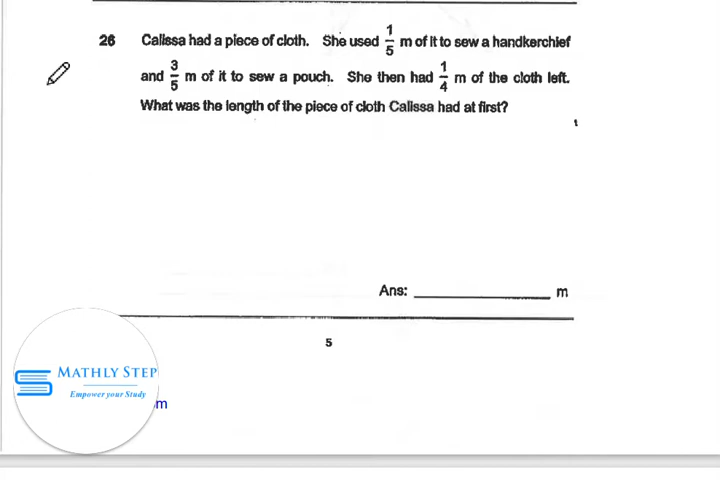 26 Calissa had a piece of cloth. She used 1/5 m of it to sew a handkerchief
and 3/5 m of it to sew a pouch. She then had 1/4 m of the cloth left.
What was the length of the piece of cloth Calissa had at first?
Ans: ____________ m
5
MATHLY STEP
Empower your Study
m